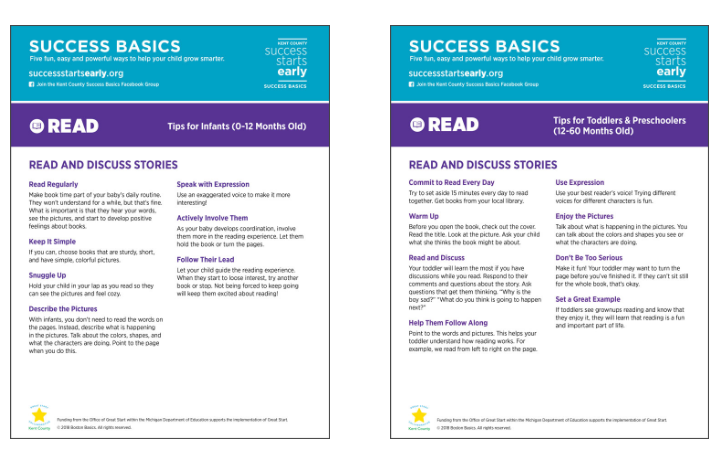 SUCCESS BASICS
Five fun, easy and powerful ways to help your child grow smarter.
successstartsearly.org
Join the Kent County Success Basics Facebook Group
KENT COUNTY
success
starts
early
SUCCESS BASICS
READ
Tips for Infants (0-12 Months Old)
READ AND DISCUSS STORIES
Read Regularly
Make book time part of your baby's daily routine.
They won't understand for a while, but that's fine.
What is important is that they hear your words,
see the pictures, and start to develop positive
feelings about books.
Keep It Simple
If you can, choose books that are sturdy, short,
and have simple, colorful pictures.
Snuggle Up
Hold your child in your lap as you read so they
can see the pictures and feel cozy.
Describe the Pictures
With infants, you don't need to read the words on
the pages. Instead, describe what is happening
in the pictures. Talk about the colors, shapes, and
what the characters are doing. Point to the page
when you do this.
Speak with Expression
Use an exaggerated voice to make it more
interesting!
Actively Involve Them
As your baby develops coordination, involve
them more in the reading experience. Let them
hold the book or turn the pages.
Follow Their Lead
Let your child guide the reading experience.
When they start to lose interest, try another
book or stop. Not being forced to keep going
will keep them excited about reading!
Kent County
Funding from the Office of Great Start within the Michigan Department of Education supports the implementation of Great Start.
© 2018 Boston Basics. All rights reserved.
SUCCESS BASICS
Five fun, easy and powerful ways to help your child grow smarter.
successstartsearly.org
Join the Kent County Success Basics Facebook Group
KENT COUNTY
success
starts
early
SUCCESS BASICS
READ
Tips for Toddlers & Preschoolers
(12-60 Months Old)
READ AND DISCUSS STORIES
Commit to Read Every Day
Try to set aside 15 minutes every day to read
together. Get books from your local library.
Warm Up
Before you open the book, check out the cover.
Read the title. Look at the picture. Ask your child
what she thinks the book might be about.
Read and Discuss
Your toddler will learn the most if you have
discussions while you read. Respond to their
comments and questions about the story. Ask
questions that get them thinking. "Why is the
boy sad?" "What do you think is going to happen
next?"
Help Them Follow Along
Point to the words and pictures. This helps your
toddler understand how reading works. For
example, we read from left to right on the page.
Use Expression
Use your best reader's voice! Trying different
voices for different characters is fun.
Enjoy the Pictures
Talk about what is happening in the pictures. You
can talk about the colors and shapes you see or
what the characters are doing.
Don't Be Too Serious
Make it fun! Your toddler may want to turn the
page before you've finished it. If they can't sit still
for the whole book, that's okay.
Set a Great Example
If toddlers see grownups reading and know that
they enjoy it, they will learn that reading is a fun
and important part of life.
Kent County
Funding from the Office of Great Start within the Michigan Department of Education supports the implementation of Great Start.
© 2018 Boston Basics. All rights reserved.